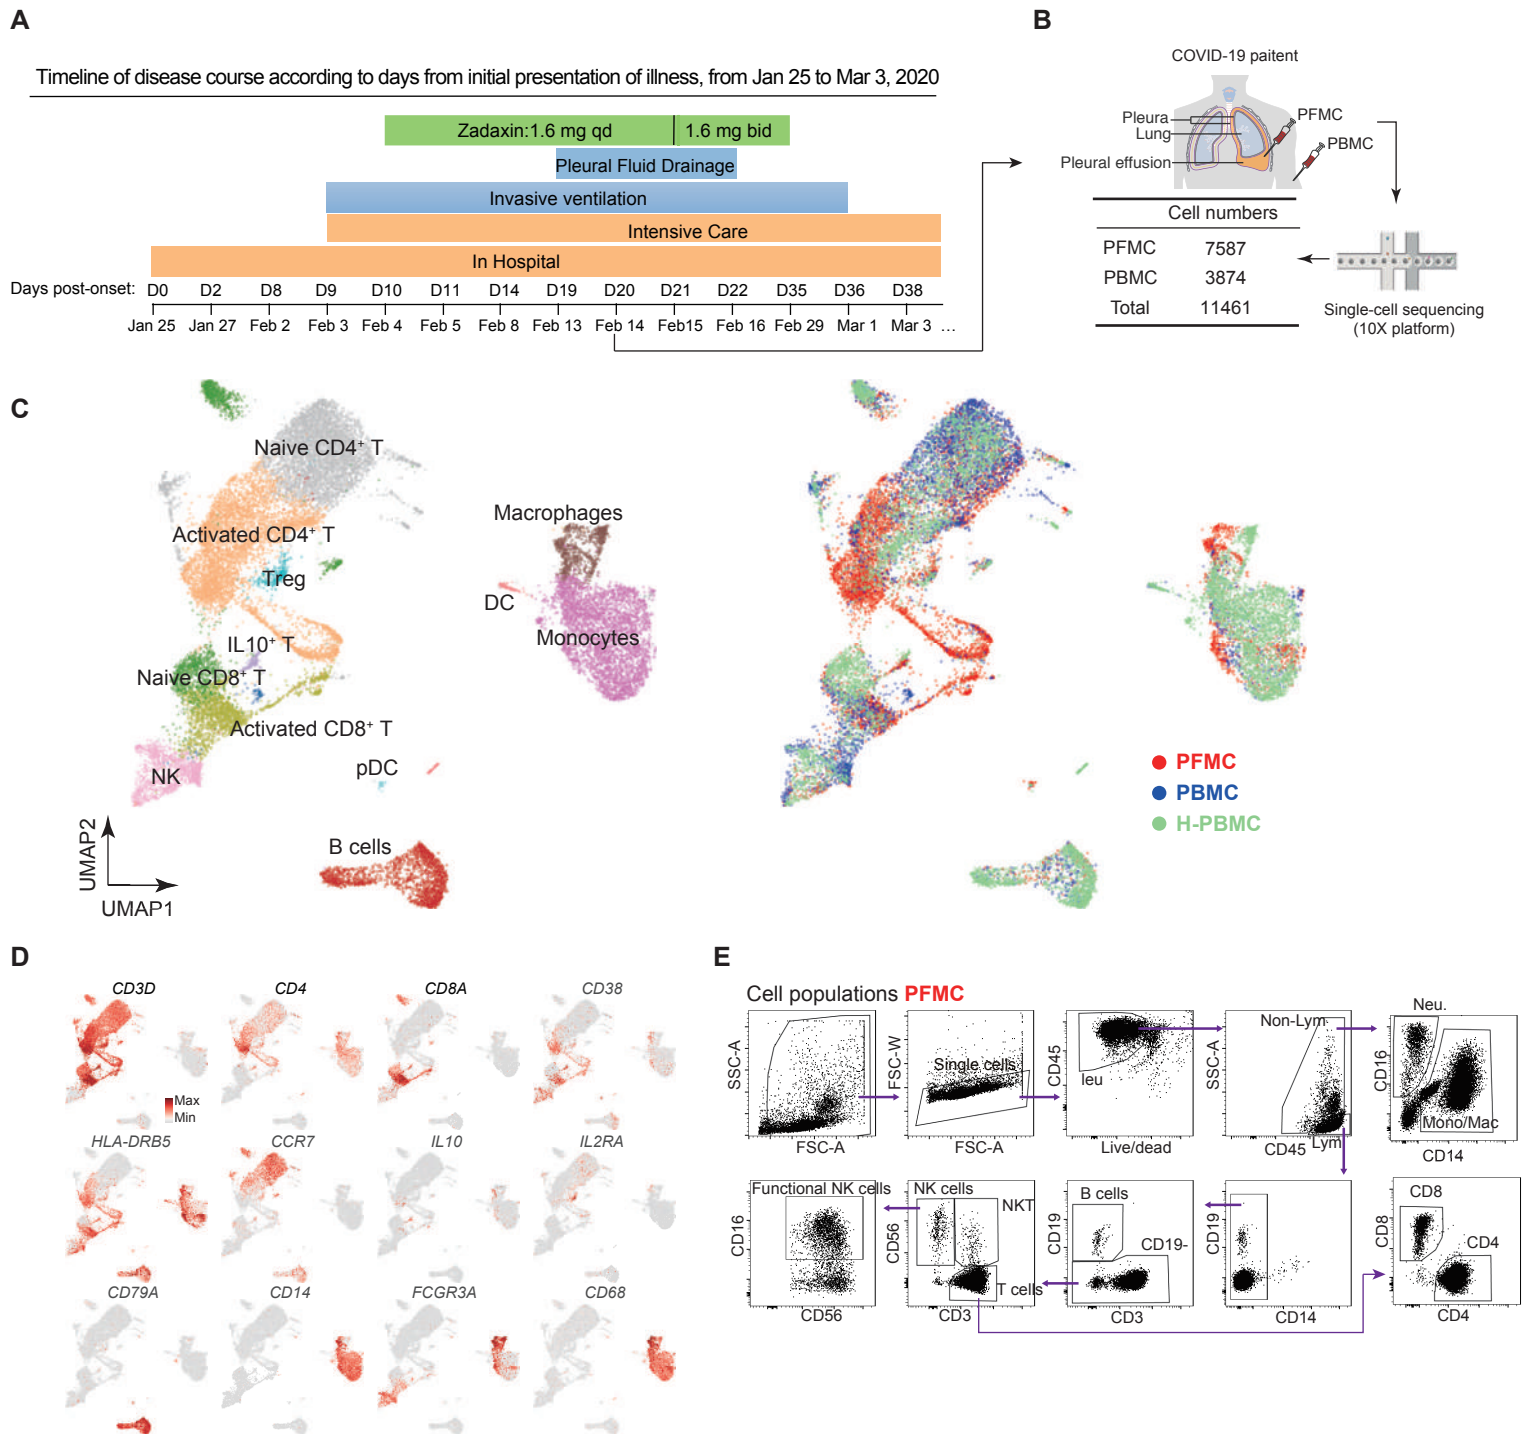 A
Timeline of disease course according to days from initial presentation of illness, from Jan 25 to Mar 3, 2020
Zadaxin:1.6 mg qd
1.6 mg bid
Pleural Fluid Drainage
Invasive ventilation
Intensive Care
In Hospital
Days post-onset: D0 D2 D8 D9 D10 D11 D14 D19 D20 D21 D22 D35 D36 D38
Jan 25 Jan 27 Feb 2 Feb 3 Feb 4 Feb 5 Feb 8 Feb 13 Feb 14 Feb15 Feb 16 Feb 29 Mar 1 Mar 3 ...
B
COVID-19 paitent
Pleura
Lung
Pleural effusion
PFMC
PBMC
Cell numbers
PFMC 7587
PBMC 3874
Total 11461
Single-cell sequencing
(10X platform)
C
Naive CD4+ T
Activated CD4+ T
Treg
IL10+ T
Naive CD8+ T
Activated CD8+ T
NK
pDC
B cells
Macrophages
DC
Monocytes
UMAP2
UMAP1
PFMC
PBMC
H-PBMC
D
CD3D CD4 CD8A CD38
Max
Min
HLA-DRB5 CCR7 IL10 IL2RA
CD79A CD14 FCGR3A CD68
E
Cell populations PFMC
SSC-A
FSC-A
FSC-W
Single cells
FSC-A
CD45
leu
Live/dead
SSC-A
Non-Lym
Lym
CD45
Neu.
CD16
Mono/Mac
CD14
Functional NK cells
CD16
CD56
NK cells
NKT
CD56
T cells
CD3
B cells
CD19
CD19-
CD3
CD19
CD14
CD8
CD8
CD4
CD4